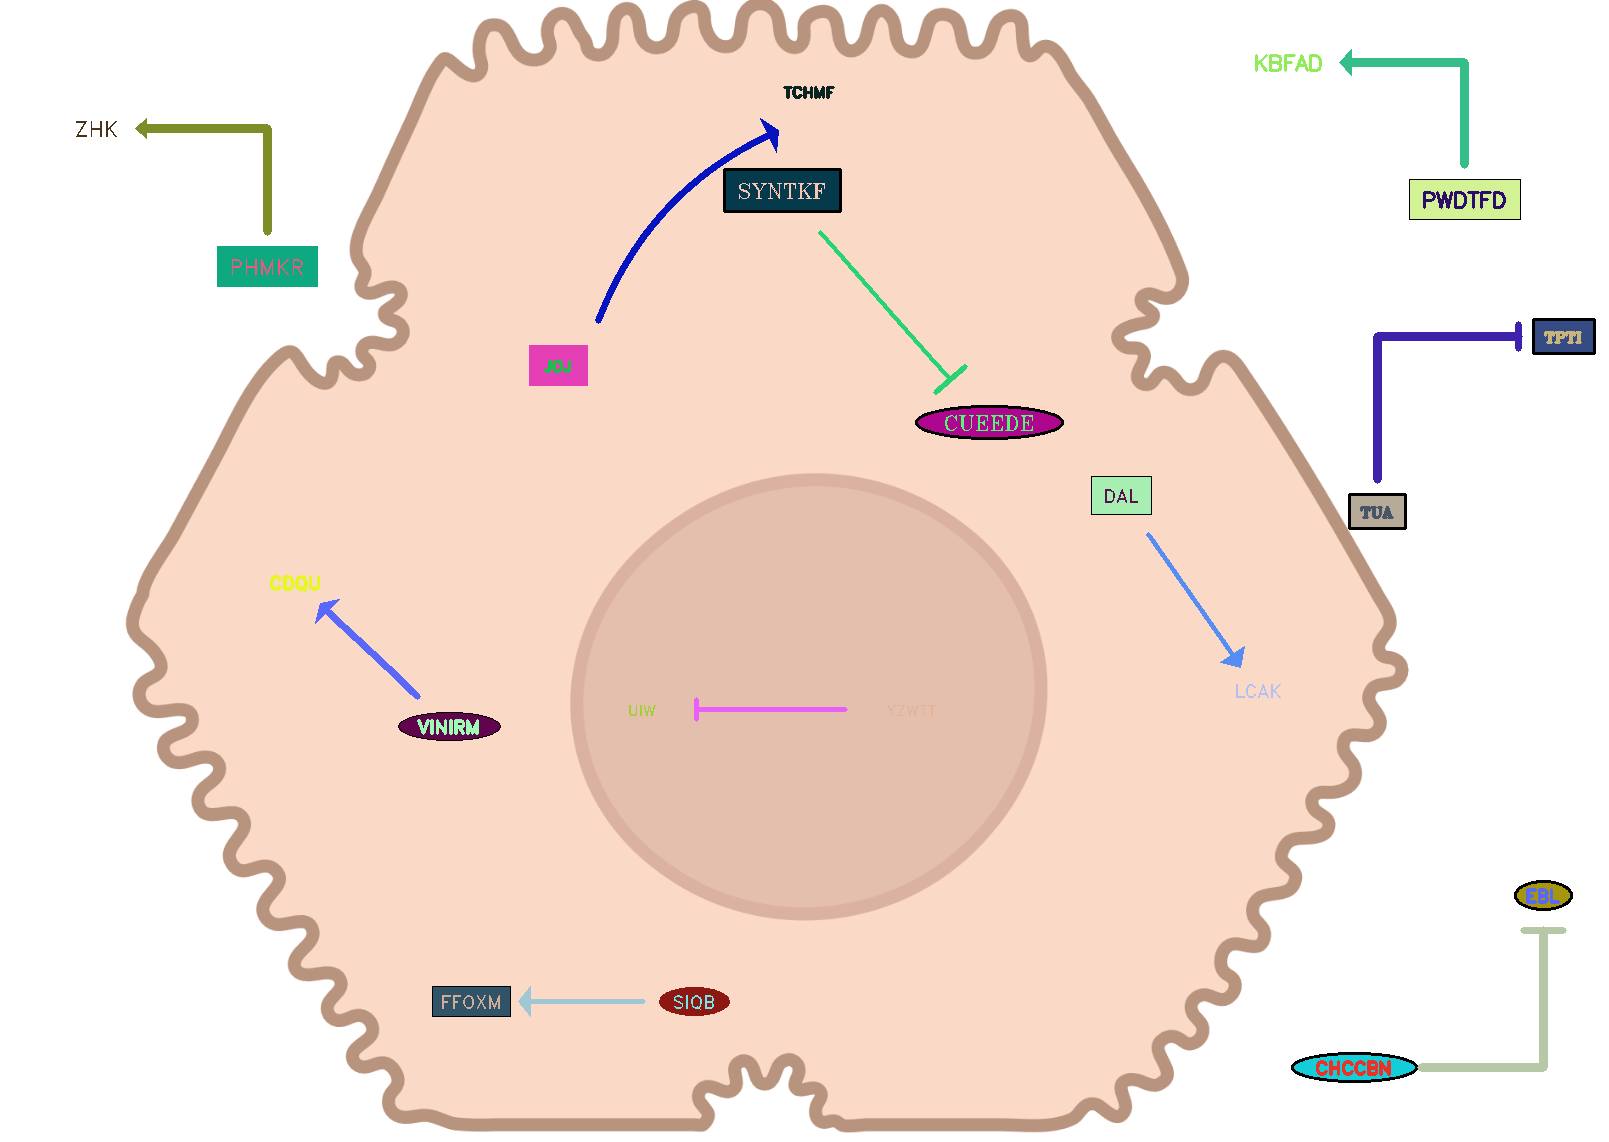 KBFAD
TCHMF
ZHK
SYNTKF
PWDTFD
PHMKR
TPTI
JOJ
CUEEDE
DAL
TUA
CDQU
LCAK
UIW
YZWTT
VINIRM
EBL
FFOXM
SIQB
CHCCBN